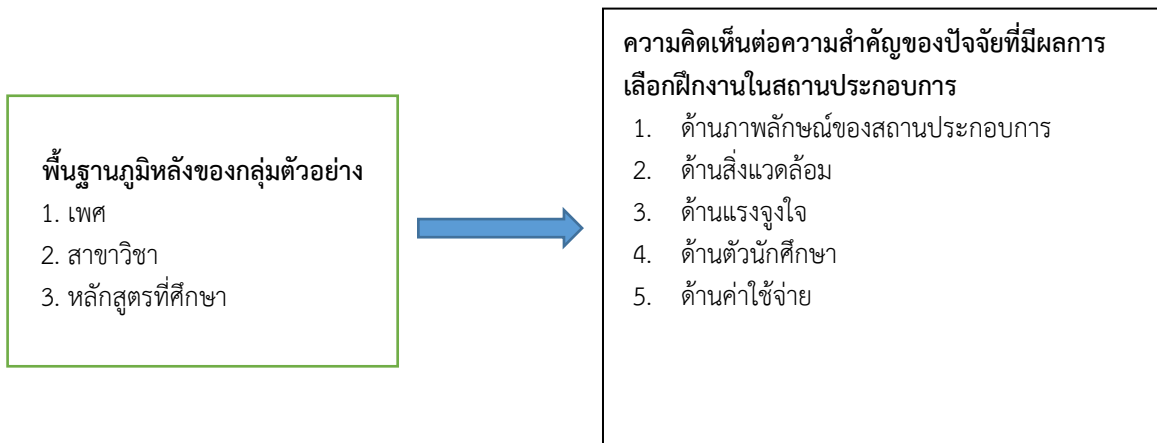 พื้นฐานภูมิหลังของกลุ่มตัวอย่าง
1. เพศ
2. สาขาวิชา
3. หลักสูตรที่ศึกษา
ความคิดเห็นต่อความสำคัญของปัจจัยที่มีผลการ
เลือกฝึกงานในสถานประกอบการ
1. ด้านภาพลักษณ์ของสถานประกอบการ
2. ด้านสิ่งแวดล้อม
3. ด้านแรงจูงใจ
4. ด้านตัวนักศึกษา
5. ด้านค่าใช้จ่าย